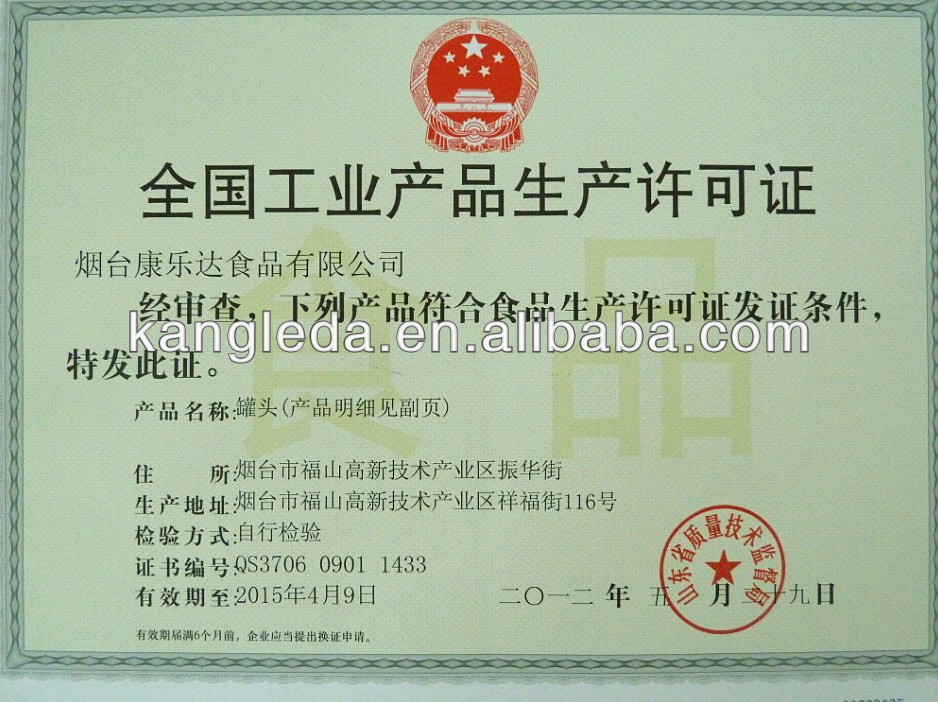 全国工业产品生产许可证
烟台康乐达食品有限公司
经审查，下列产品符合食品生产许可证发证条件，
kangleda.en.alibaba.com
特发此证。
食品
产品名称:罐头(产品明细见副页)
住 所:烟台市福山高新技术产业区振华街
生产地址:烟台市福山高新技术产业区祥福街116号
检验方式:自行检验
证书编号:QS3706 0901 1433
有效期至:2015年4月9日
二〇一二 年 五 月 二十九日
山东省质量技术监督局
有效期届满6个月前，企业应当提出换证申请。